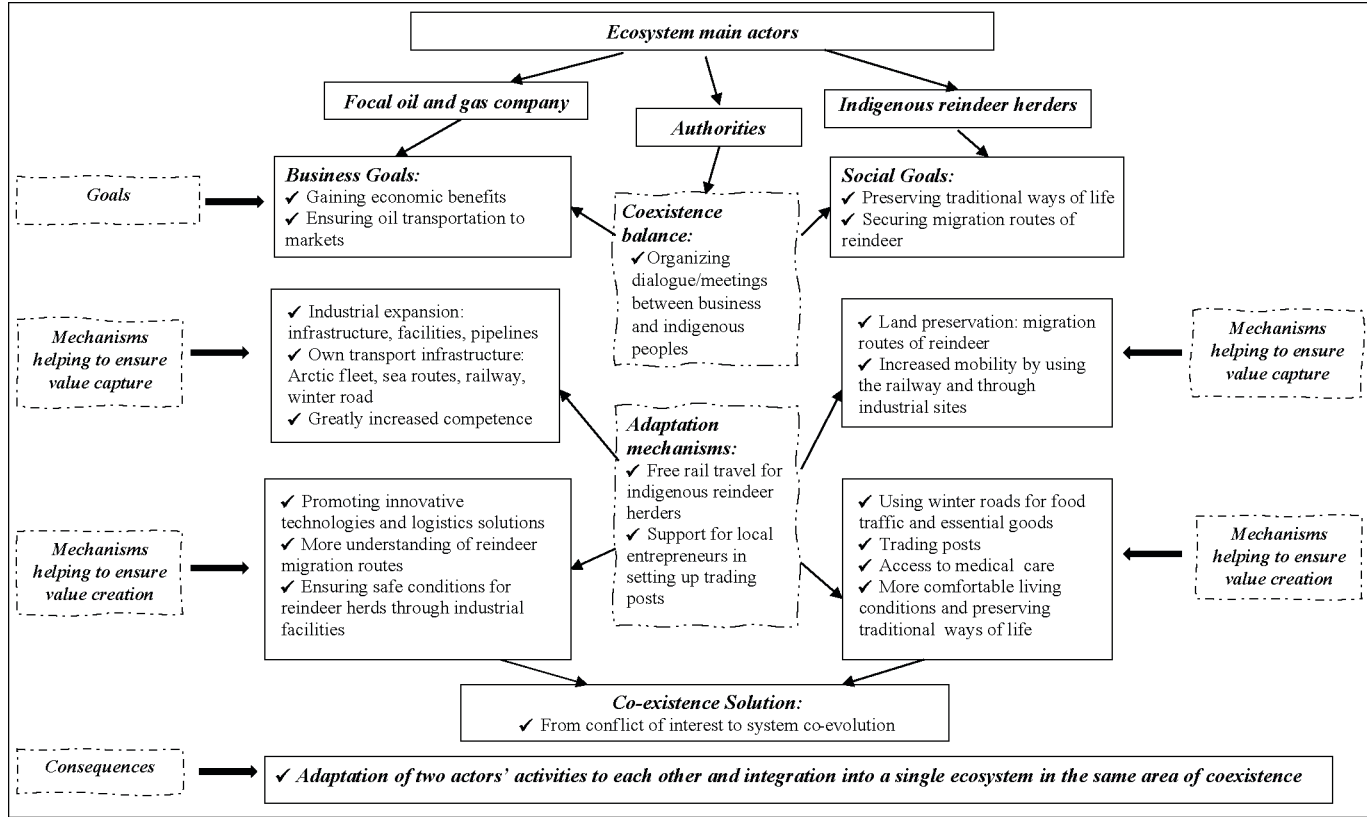 Ecosystem main actors
Focal oil and gas company
Authorities
Indigenous reindeer herders
Goals
Business Goals:
✓ Gaining economic benefits
✓ Ensuring oil transportation to
markets
Coexistence
balance:
✓Organizing
dialogue/meetings
between business
and indigenous
peoples
Social Goals:
✓ Preserving traditional ways of life
✓ Securing migration routes of
reindeer
Mechanisms
helping to ensure
value capture
✓ Industrial expansion:
infrastructure, facilities, pipelines
✓ Own transport infrastructure:
Arctic fleet, sea routes, railway,
winter road
✓ Greatly increased competence
✓ Land preservation: migration
routes of reindeer
✓ Increased mobility by using
the railway and through
industrial sites
Mechanisms
helping to ensure
value capture
Adaptation
mechanisms:
✓ Free rail travel for
indigenous reindeer
herders
✓ Support for local
entrepreneurs in
setting up trading
posts
Mechanisms
helping to ensure
value creation
✓ Promoting innovative
technologies and logistics solutions
✓ More understanding of reindeer
migration routes
✓ Ensuring safe conditions for
reindeer herds through industrial
facilities
✓ Using winter roads for food
traffic and essential goods
✓ Trading posts
✓ Access to medical care
✓ More comfortable living
conditions and preserving
traditional ways of life
Mechanisms
helping to ensure
value creation
Co-existence Solution:
✓ From conflict of interest to system co-evolution
Consequences
✓ Adaptation of two actors' activities to each other and integration into a single ecosystem in the same area of coexistence